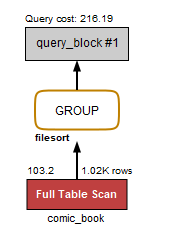 Query cost: 216.19
query_block #1
GROUP
filesort
103.2 1.02K rows
Full Table Scan
comic_book